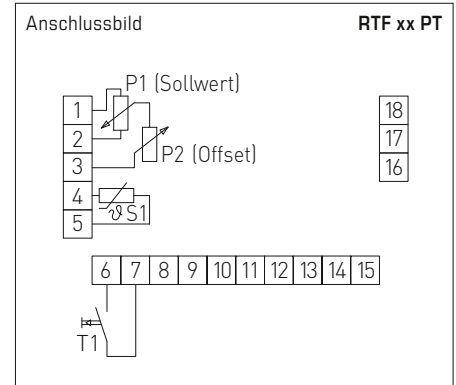 Anschlussbild RTF xx PT
P1 (Sollwert)
1 18
2 17
P2 (Offset)
3 16
4
ϑ S1
5
6 7 8 9 10 11 12 13 14 15
T1